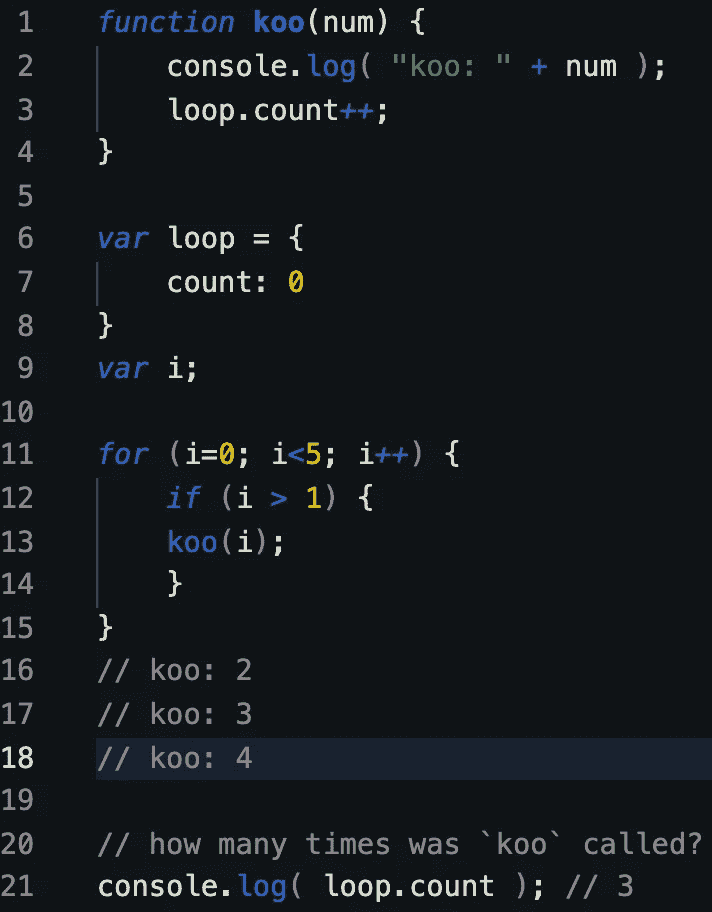 1 function koo(num) {
2 console.log( "koo: " + num );
3 loop.count++;
4 }
5
6 var loop = {
7 count: 0
8 }
9 var i;
10
11 for (i=0; i<5; i++) {
12 if (i > 1) {
13 koo(i);
14 }
15 }
16 // koo: 2
17 // koo: 3
18 // koo: 4
19
20 // how many times was `koo` called?
21 console.log( loop.count ); // 3